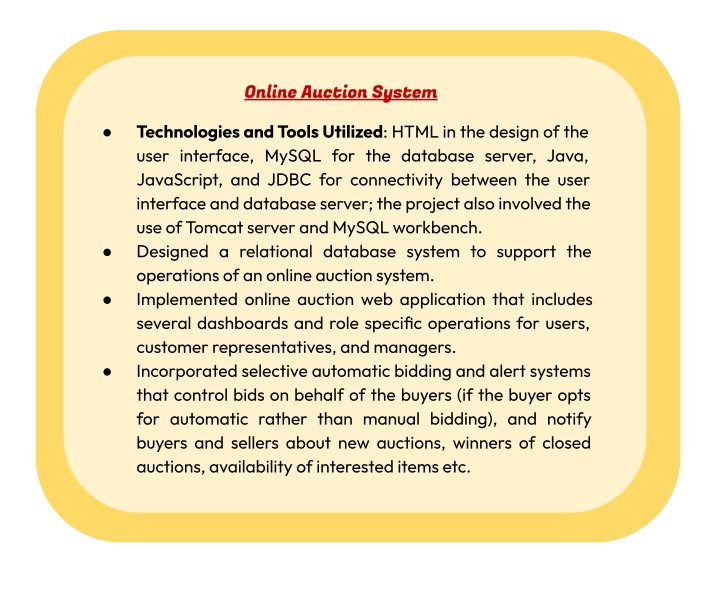 Online Auction System
● Technologies and Tools Utilized: HTML in the design of the
user interface, MySQL for the database server, Java,
JavaScript, and JDBC for connectivity between the user
interface and database server; the project also involved the
use of Tomcat server and MySQL workbench.
● Designed a relational database system to support the
operations of an online auction system.
● Implemented online auction web application that includes
several dashboards and role specific operations for users,
customer representatives, and managers.
● Incorporated selective automatic bidding and alert systems
that control bids on behalf of the buyers (if the buyer opts
for automatic rather than manual bidding), and notify
buyers and sellers about new auctions, winners of closed
auctions, availability of interested items etc.